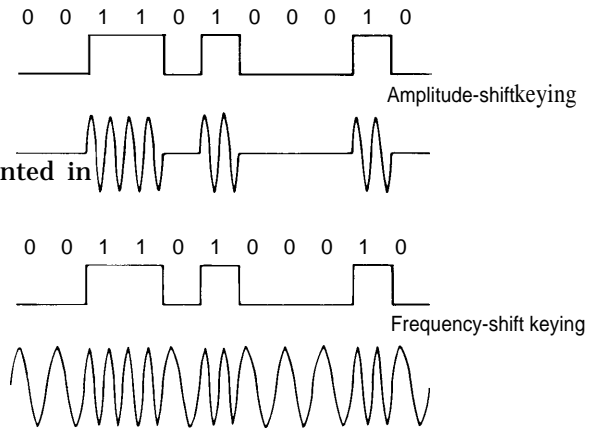 0 0 1 1 0 1 0 0 0 1 0
Amplitude-shiftkeying
nted in
0 0 1 1 0 1 0 0 0 1 0
Frequency-shift keying